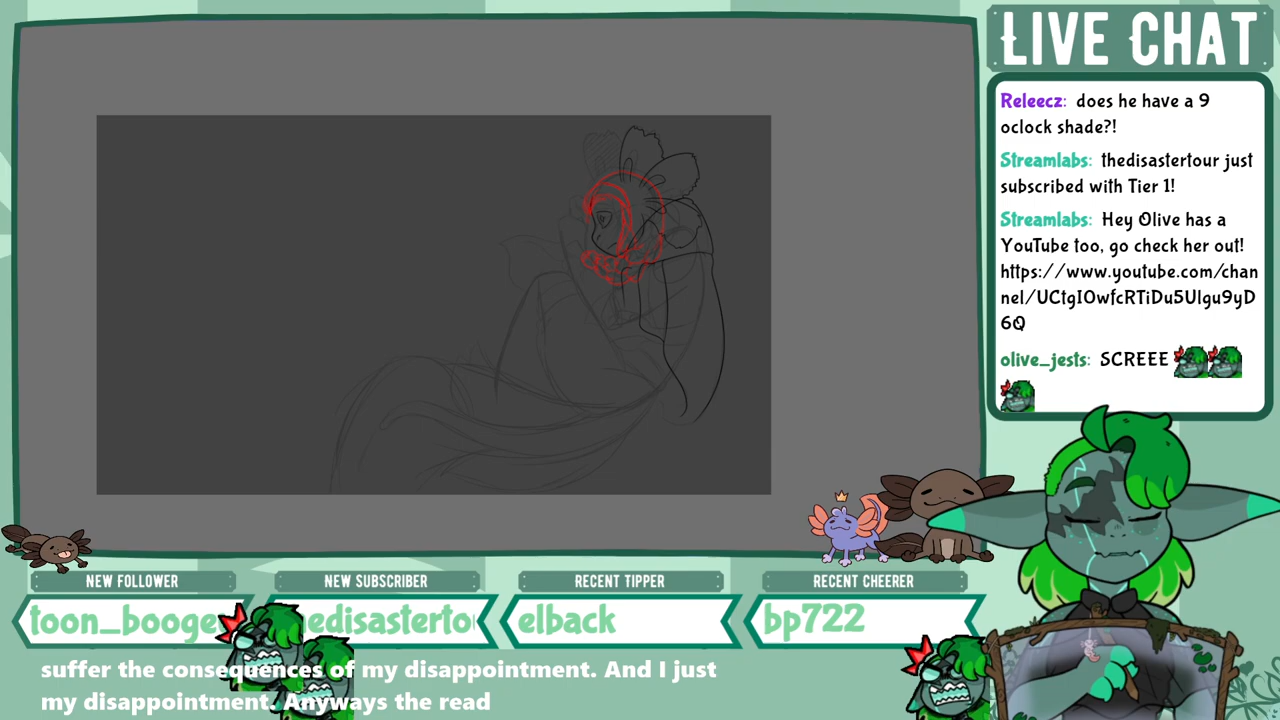 LIVE CHAT
Releecz: does he have a 9
oclock shade?!
Streamlabs: thedisastertour just
subscribed with Tier 1!
Streamlabs: Hey Olive has a
YouTube too, go check her out!
https://www.youtube.com/chan
nel/UCtgIOwfcRTiDu5Ulgu9yD
6Q
olive_jests: SCREEE
NEW FOLLOWER
NEW SUBSCRIBER
RECENT TIPPER
RECENT CHEERER
toon_booge
edisasterto
elback
bp722
suffer the consequences of my disappointment. And I just
my disappointment. Anyways the read